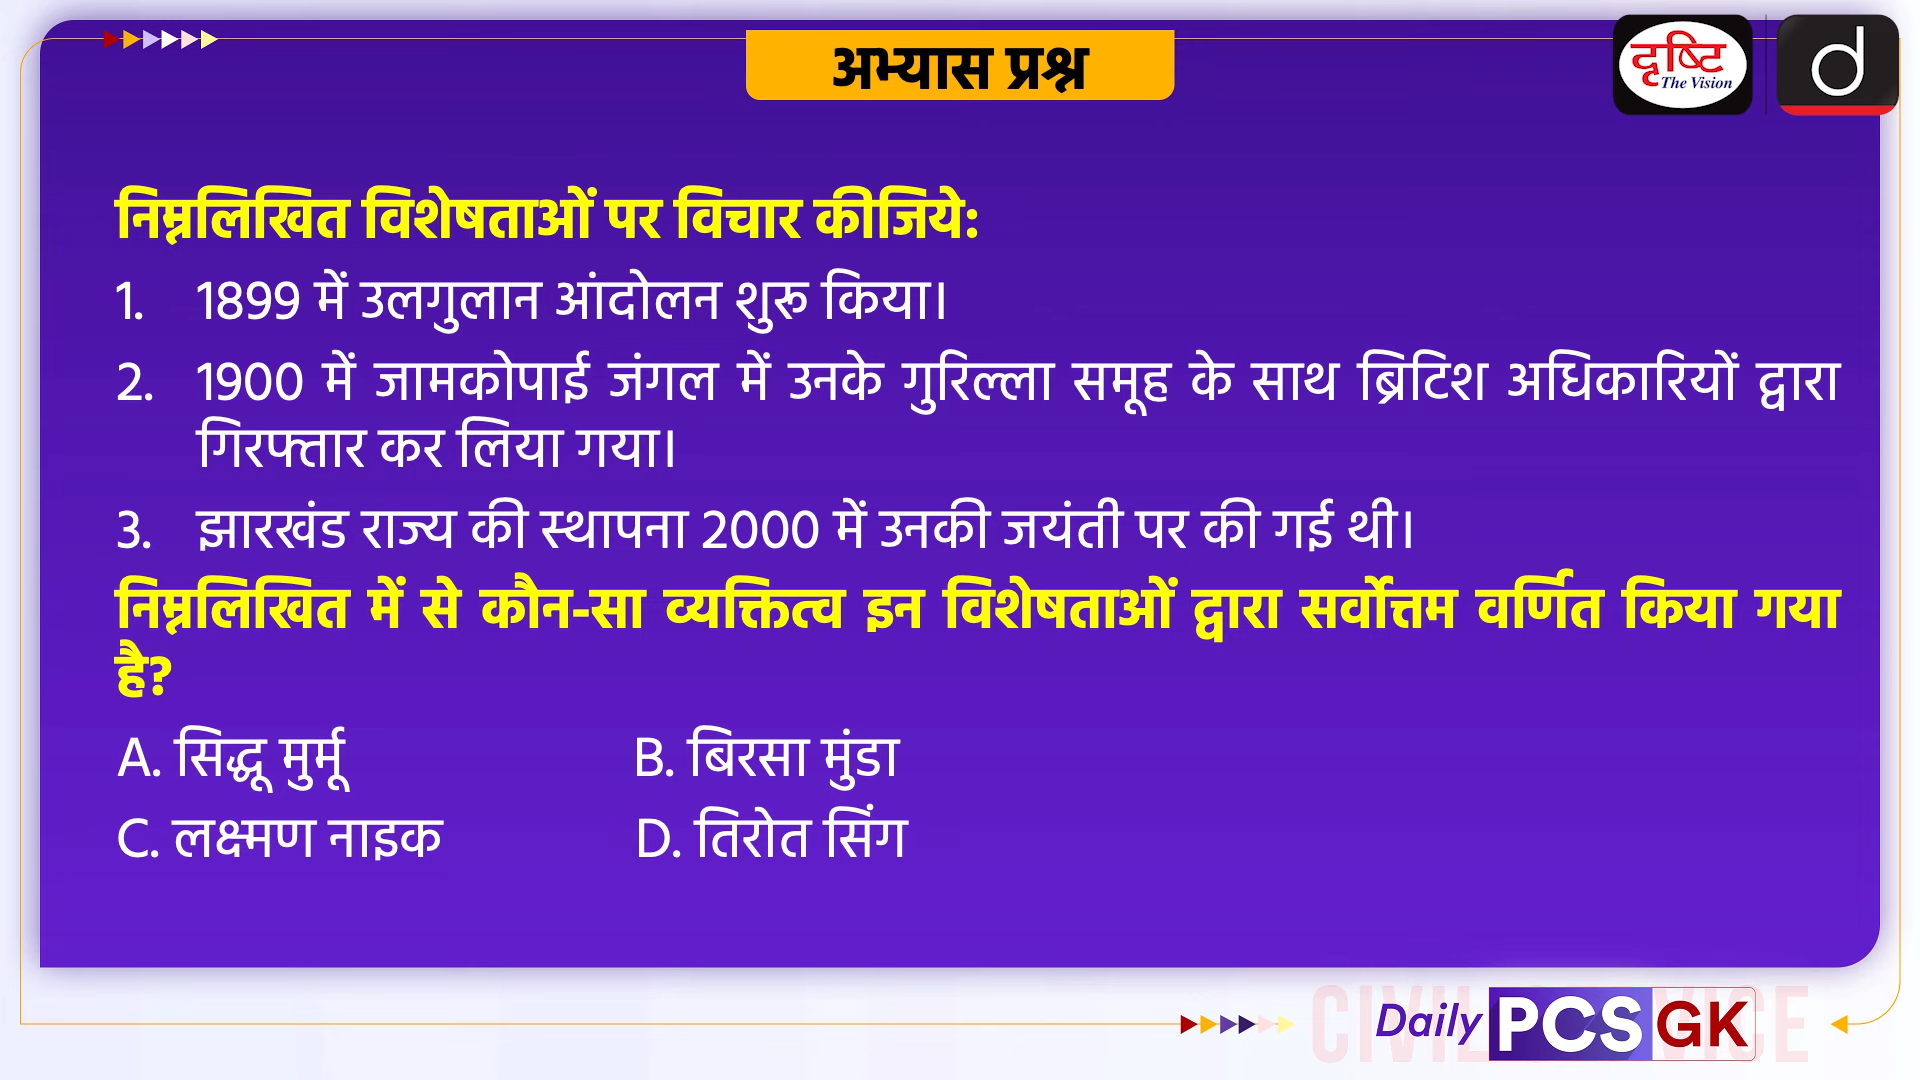 अभ्यास प्रश्न
दृष्टि
The Vision
d
निम्नलिखित विशेषताओं पर विचार कीजिये:
1. 1899 में उलगुलान आंदोलन शुरू किया।
2. 1900 में जामकोपाई जंगल में उनके गुरिल्ला समूह के साथ ब्रिटिश अधिकारियों द्वारा
गिरफ्तार कर लिया गया।
3. झारखंड राज्य की स्थापना 2000 में उनकी जयंती पर की गई थी।
निम्नलिखित में से कौन-सा व्यक्तित्व इन विशेषताओं द्वारा सर्वोत्तम वर्णित किया गया
है?
A. सिद्धू मुर्मू B. बिरसा मुंडा
C. लक्ष्मण नाइक D. तिरोत सिंग
Daily PCS GK